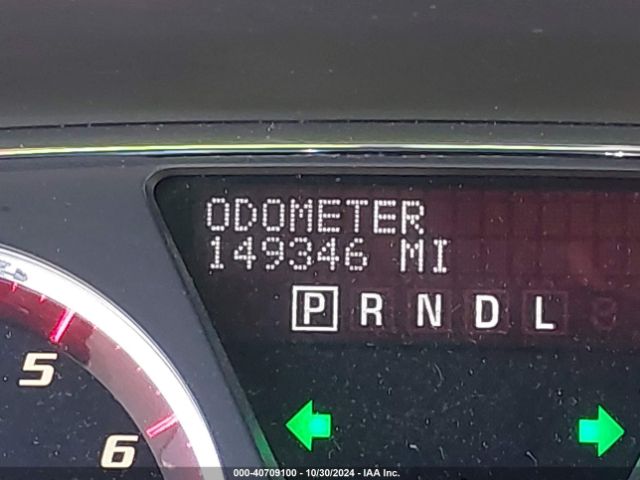 ODOMETER
149346 MI
P R N D L
5
6
000-40709100 - 10/30/2024 - IAA Inc.